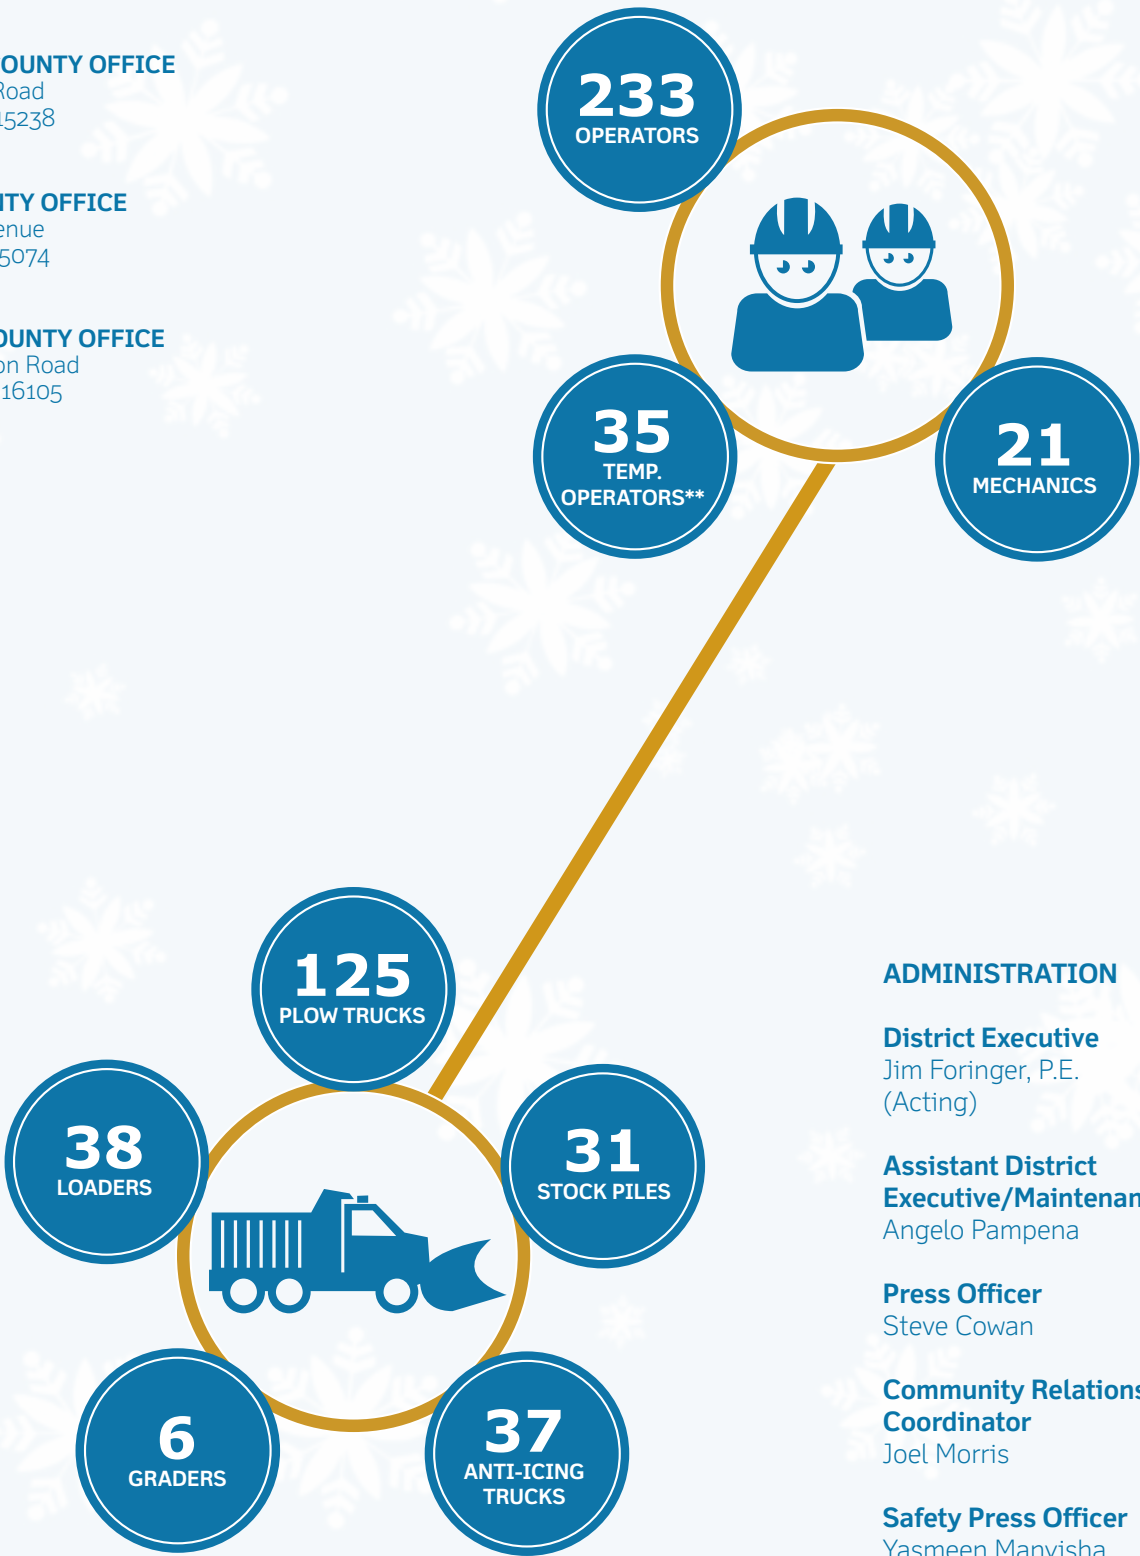 OUNTY OFFICE
Road
15238
NTY OFFICE
enue
5074
OUNTY OFFICE
on Road
16105
233
OPERATORS
35
TEMP.
OPERATORS**
21
MECHANICS
125
PLOW TRUCKS
38
LOADERS
31
STOCK PILES
6
GRADERS
37
ANTI-ICING
TRUCKS
ADMINISTRATION
District Executive
Jim Foringer, P.E.
(Acting)
Assistant District
Executive/Maintenan
Angelo Pampena
Press Officer
Steve Cowan
Community Relations
Coordinator
Joel Morris
Safety Press Officer
Yasmeen Manyisha